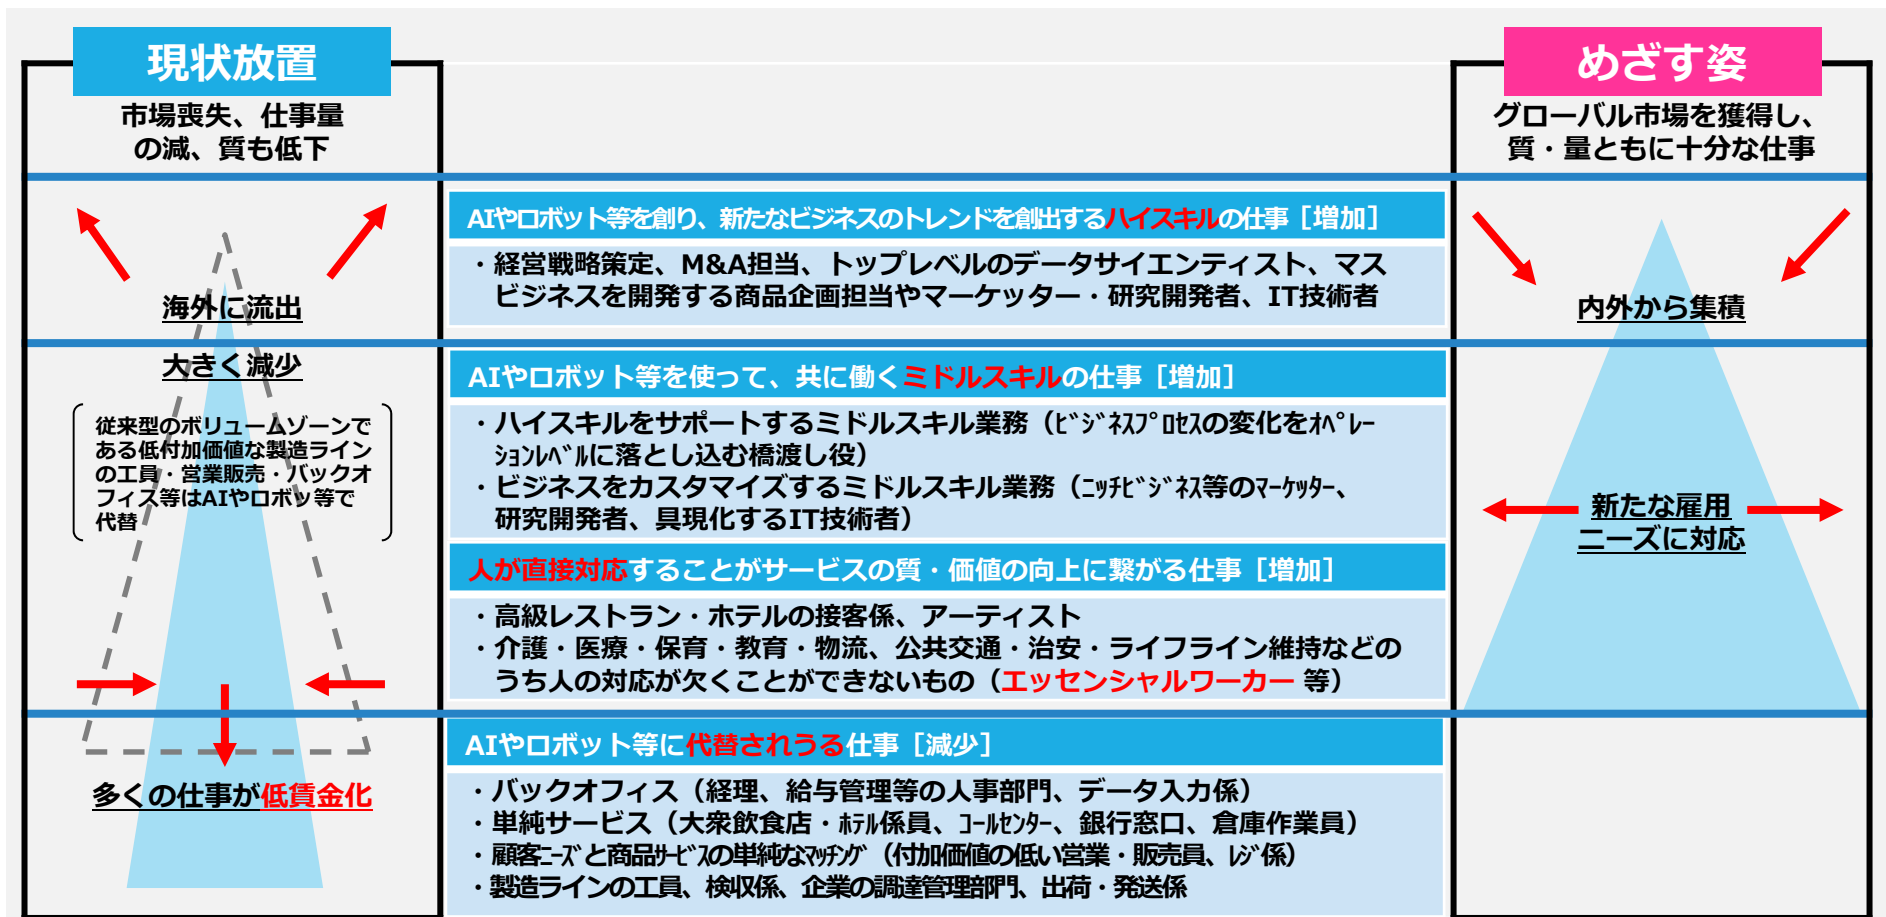 現状放置
市場喪失、仕事量
の減、質も低下
海外に流出
大きく減少
従来型のボリュームゾーンで
ある低付加価値な製造ライン
の工員・営業販売・バックオ
フィス等はAIやロボッ等で
代替
多くの仕事が低賃金化
AIやロボット等を創り、新たなビジネスのトレンドを創出するハイスキルの仕事［増加］
・経営戦略策定、M&A担当、トップレベルのデータサイエンティスト、マス
ビジネスを開発する商品企画担当やマーケッター・研究開発者、IT技術者
AIやロボット等を使って、共に働くミドルスキルの仕事［増加］
・ハイスキルをサポートするミドルスキル業務（ﾋﾞｼﾞﾈｽﾌﾟﾛｾｽの変化をｵﾍﾟﾚｰ
ｼｮﾝﾚﾍﾞﾙに落とし込む橋渡し役）
・ビジネスをカスタマイズするミドルスキル業務（ﾆｯﾁﾋﾞｼﾞﾈｽ等のﾏｰｹｯﾀｰ、
研究開発者、具現化するIT技術者）
人が直接対応することがサービスの質・価値の向上に繋がる仕事［増加］
・高級レストラン・ホテルの接客係、アーティスト
・介護・医療・保育・教育・物流、公共交通・治安・ライフライン維持などの
うち人の対応が欠くことができないもの（エッセンシャルワーカー 等）
AIやロボット等に代替されうる仕事［減少］
・バックオフィス（経理、給与管理等の人事部門、データ入力係）
・単純サービス（大衆飲食店・ﾎﾃﾙ係員、ｺｰﾙｾﾝﾀｰ、銀行窓口、倉庫作業員）
・顧客ﾆｰｽﾞと商品ｻｰﾋﾞｽの単純なﾏｯﾁﾝｸﾞ（付加価値の低い営業・販売員、ﾚｼﾞ係）
・製造ラインの工員、検収係、企業の調達管理部門、出荷・発送係
めざす姿
グローバル市場を獲得し、
質・量ともに十分な仕事
内外から集積
新たな雇用
ニーズに対応